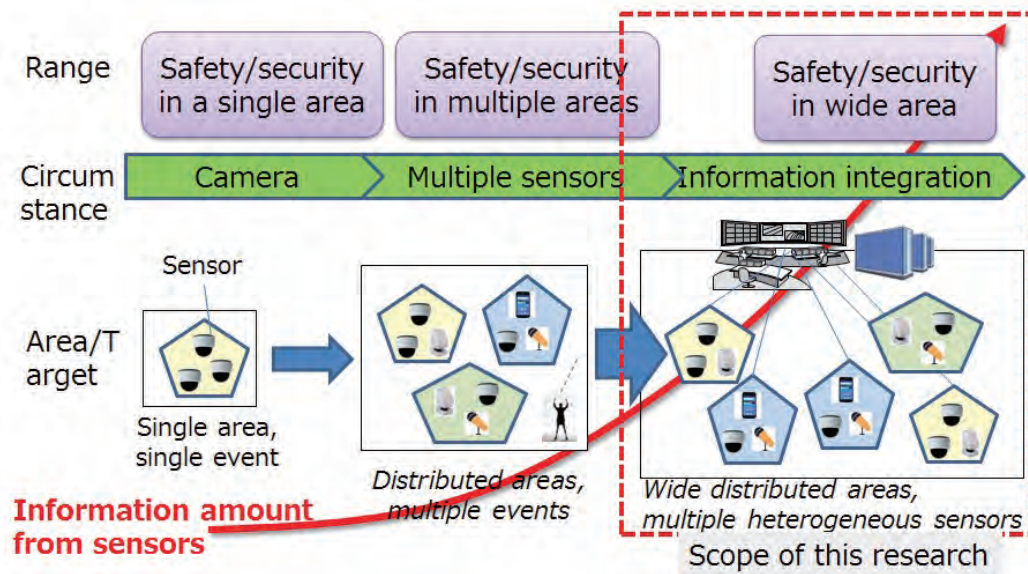 Range
Safety/security
in a single area
Safety/security
in multiple areas
Safety/security
in wide area
Circum
stance
Camera
Multiple sensors
Information integration
Sensor
Area/T
arget
Single area,
single event
Distributed areas,
multiple events
Wide distributed areas,
multiple heterogeneous sensors
Information amount
from sensors
Scope of this research